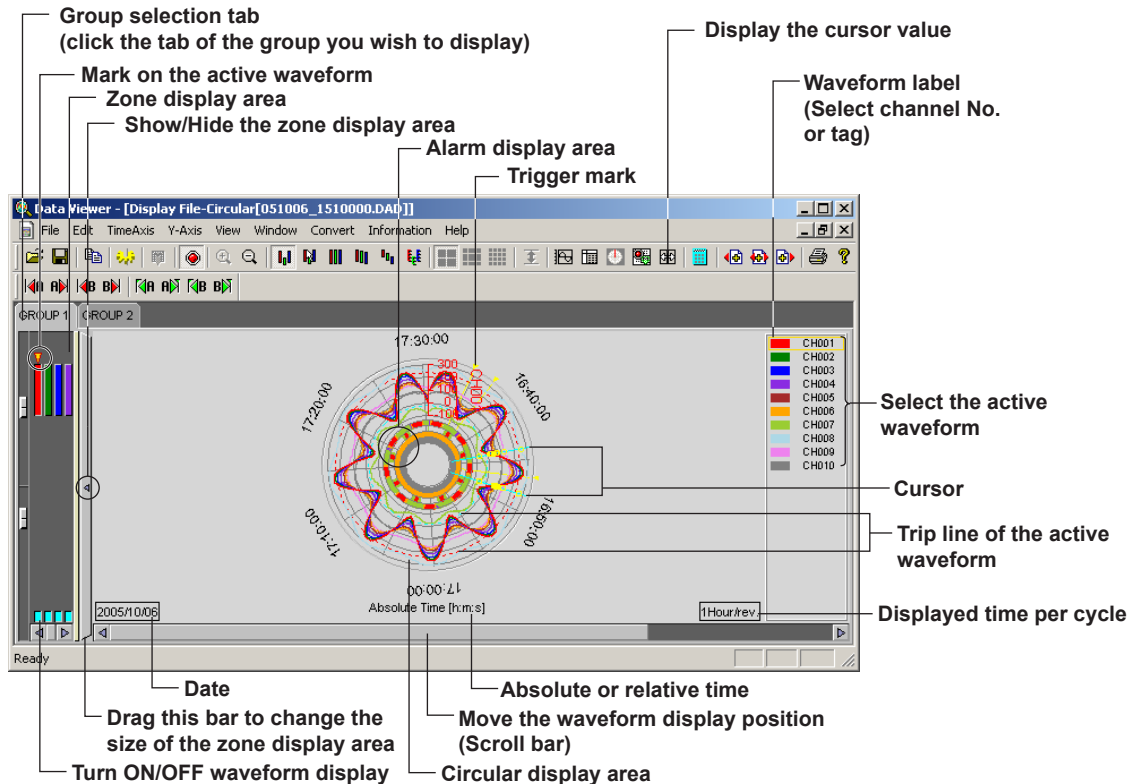 Group selection tab
(click the tab of the group you wish to display)
Mark on the active waveform
Zone display area
Show/Hide the zone display area
Alarm display area
Trigger mark
Display the cursor value
Waveform label
(Select channel No.
or tag)
Data Viewer - [Display File-Circular[051006_1510000.DAD]]
File Edit TimeAxis Y-Axis View Window Convert Information Help
A A B B A A B B
GROUP 1 GROUP 2
17:30:00
16:40:00
16:50:00
17:00:00
17:10:00
17:20:00
300
100
0
100
CH001
CH002
CH003
CH004
CH005
CH006
CH007
CH008
CH009
CH010
Select the active
waveform
Cursor
Trip line of the active
waveform
2005/10/06
Absolute Time [h:m:s]
1Hour/rev.
Displayed time per cycle
Ready
Date
Absolute or relative time
Drag this bar to change the
size of the zone display area
Move the waveform display position
(Scroll bar)
Turn ON/OFF waveform display
Circular display area